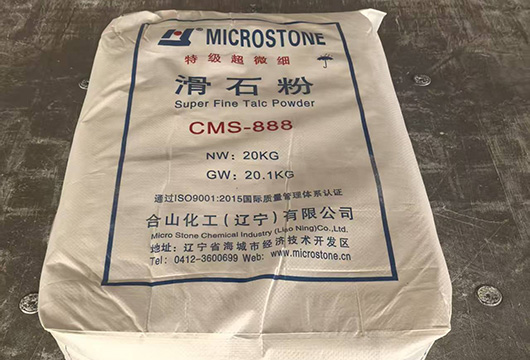 MICROSTONE
特级超微细
滑石粉
Super Fine Talc Powder
CMS-888
NW: 20KG
GW: 20.1KG
通过ISO9001:2015国际质量管理体系认证
合山化工(辽宁)有限公司
Micro Stone Chemical Industry (Liao Ning)Co., Ltd.
地址: 辽宁省海城市经济技术开发区
Tel: 0412-3600699 Web: www.microstone.cn